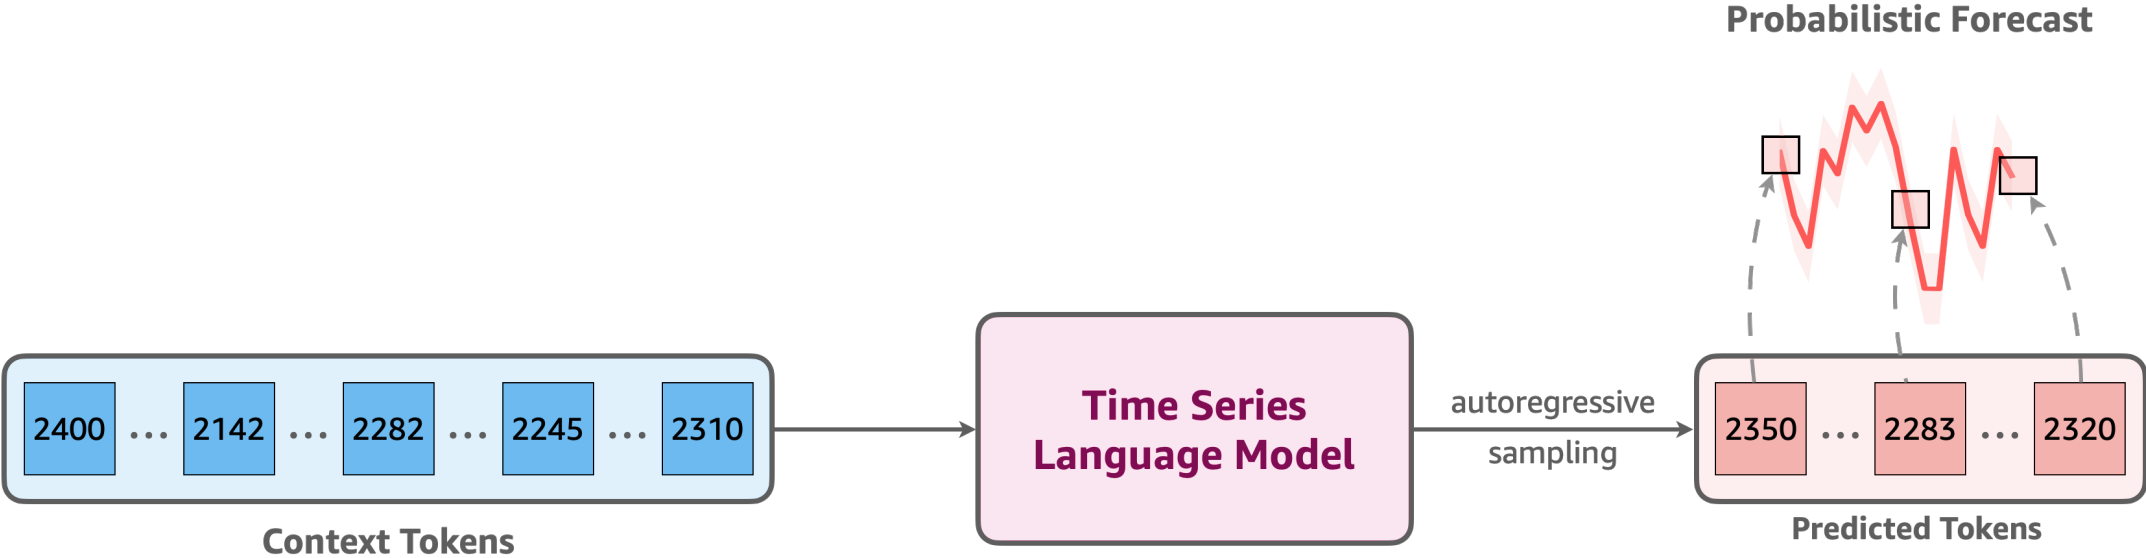 Probabilistic Forecast
2400 ... 2142 ... 2282 ... 2245 ... 2310
Context Tokens
Time Series
Language Model
autoregressive
sampling
2350 ... 2283 ... 2320
Predicted Tokens